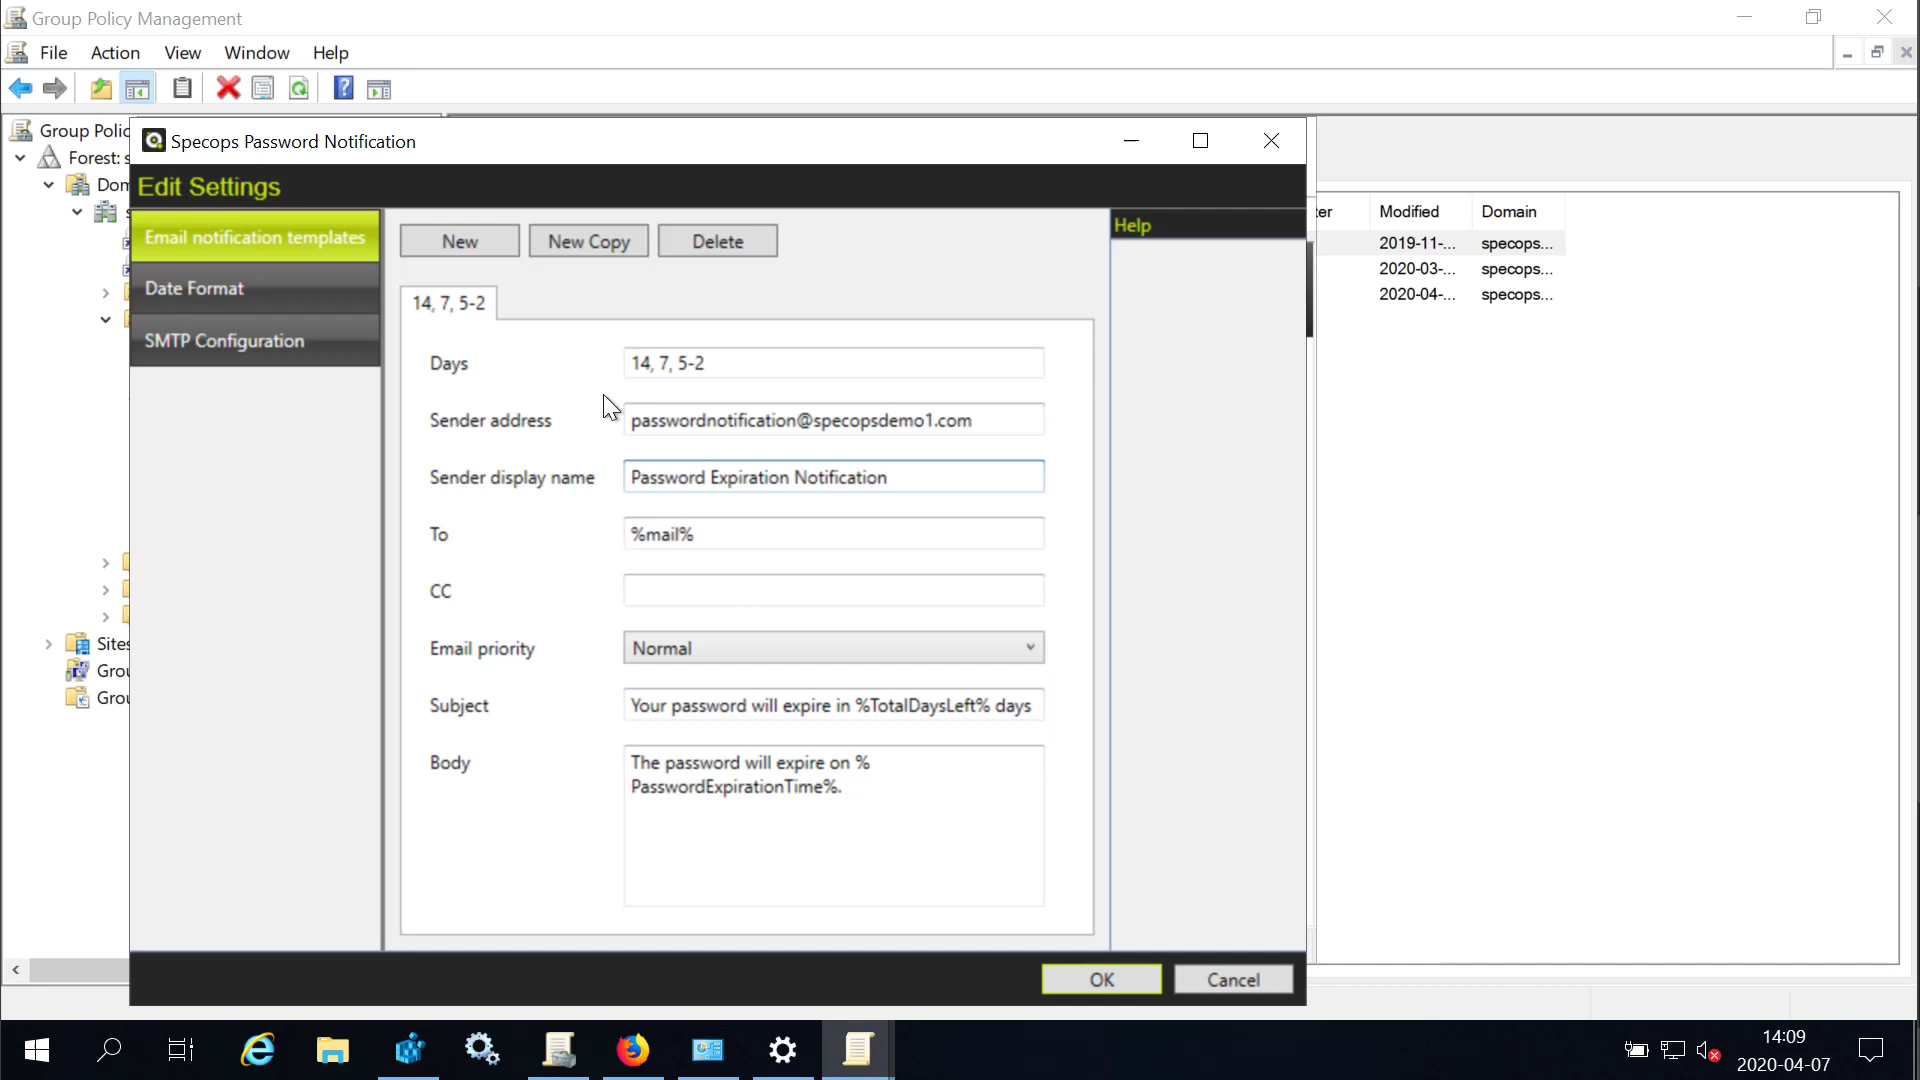 Group Policy Management
File Action View Window Help
Group Polic
Forest: s
Dom
s
Sites
Grou
Grou
Specops Password Notification
Edit Settings
Email notification templates
Date Format
SMTP Configuration
New New Copy Delete
14, 7, 5-2
Days 14, 7, 5-2
Sender address passwordnotification@specopsdemo1.com
Sender display name Password Expiration Notification
To %mail%
CC
Email priority Normal
Subject Your password will expire in %TotalDaysLeft% days
Body The password will expire on %
PasswordExpirationTime%.
Help
OK Cancel
ter Modified Domain
2019-11-... specops...
2020-03-... specops...
2020-04-... specops...
14:09
2020-04-07